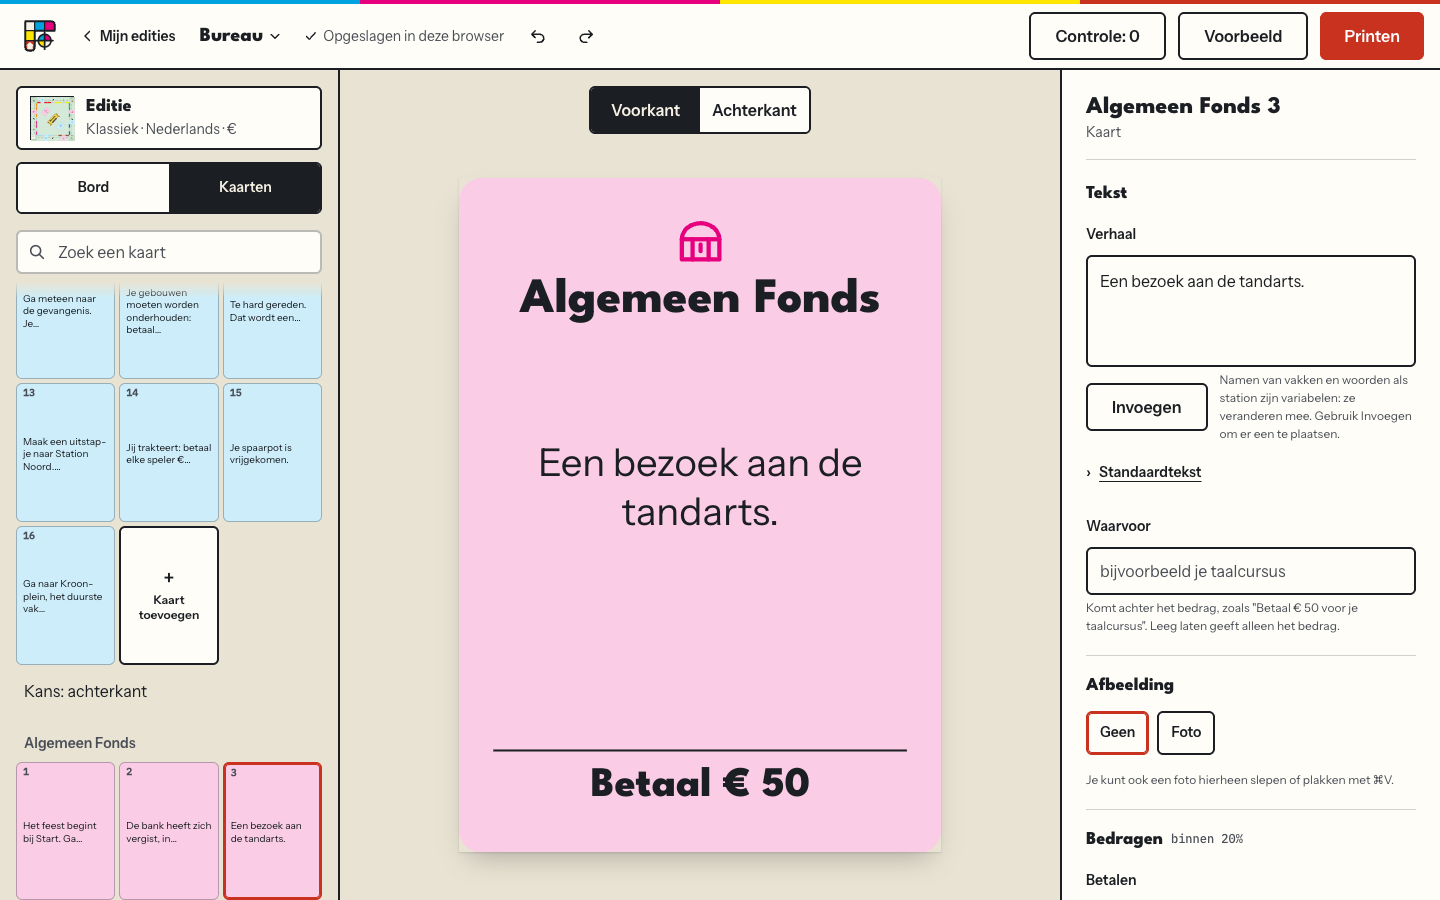 Mijn edities
Bureau
Opgeslagen in deze browser
Controle: 0
Voorbeeld
Printen
Editie
Klassiek · Nederlands · €
Bord
Kaarten
Zoek een kaart
Ga meteen naar
de gevangenis.
Je...
Je gebouwen
moeten worden
onderhouden:
betaal...
Te hard gereden.
Dat wordt een...
13
Maak een uitstap-
je naar Station
Noord....
14
Jij trakteert: betaal
elke speler €...
15
Je spaarpot is
vrijgekomen.
16
Ga naar Kroon-
plein, het duurste
vak...
+
Kaart
toevoegen
Kans: achterkant
Algemeen Fonds
1
Het feest begint
bij Start. Ga...
2
De bank heeft zich
vergist, in...
3
Een bezoek aan
de tandarts.
Voorkant
Achterkant
Algemeen Fonds
Een bezoek aan de
tandarts.
Betaal € 50
Algemeen Fonds 3
Kaart
Tekst
Verhaal
Een bezoek aan de tandarts.
Invoegen
Namen van vakken en woorden als
station zijn variabelen: ze
veranderen mee. Gebruik Invoegen
om er een te plaatsen.
› Standaardtekst
Waarvoor
bijvoorbeeld je taalcursus
Komt achter het bedrag, zoals "Betaal € 50 voor je
taalcursus". Leeg laten geeft alleen het bedrag.
Afbeelding
Geen
Foto
Je kunt ook een foto hierheen slepen of plakken met ⌘V.
Bedragen binnen 20%
Betalen